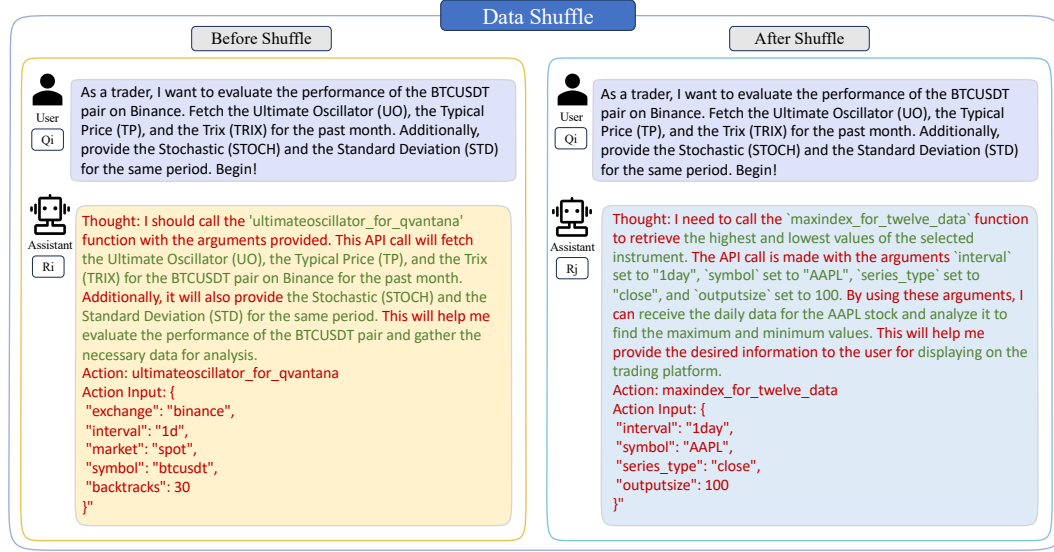 Data Shuffle
Before Shuffle
User
Qi
As a trader, I want to evaluate the performance of the BTCUSDT
pair on Binance. Fetch the Ultimate Oscillator (UO), the Typical
Price (TP), and the Trix (TRIX) for the past month. Additionally,
provide the Stochastic (STOCH) and the Standard Deviation (STD)
for the same period. Begin!
Assistant
Ri
Thought: I should call the 'ultimateoscillator_for_qvantana'
function with the arguments provided. This API call will fetch
the Ultimate Oscillator (UO), the Typical Price (TP), and the Trix
(TRIX) for the BTCUSDT pair on Binance for the past month.
Additionally, it will also provide the Stochastic (STOCH) and the
Standard Deviation (STD) for the same period. This will help me
evaluate the performance of the BTCUSDT pair and gather the
necessary data for analysis.
Action: ultimateoscillator_for_qvantana
Action Input: {
"exchange": "binance",
"interval": "1d",
"market": "spot",
"symbol": "btcusdt",
"backtracks": 30
}"
After Shuffle
User
Qi
As a trader, I want to evaluate the performance of the BTCUSDT
pair on Binance. Fetch the Ultimate Oscillator (UO), the Typical
Price (TP), and the Trix (TRIX) for the past month. Additionally,
provide the Stochastic (STOCH) and the Standard Deviation (STD)
for the same period. Begin!
Assistant
Rj
Thought: I need to call the `maxindex_for_twelve_data` function
to retrieve the highest and lowest values of the selected
instrument. The API call is made with the arguments `interval`
set to "1day", `symbol` set to "AAPL", `series_type` set to
"close", and `outputsize` set to 100. By using these arguments, I
can receive the daily data for the AAPL stock and analyze it to
find the maximum and minimum values. This will help me
provide the desired information to the user for displaying on the
trading platform.
Action: maxindex_for_twelve_data
Action Input: {
"interval": "1day",
"symbol": "AAPL",
"series_type": "close",
"outputsize": 100
}"